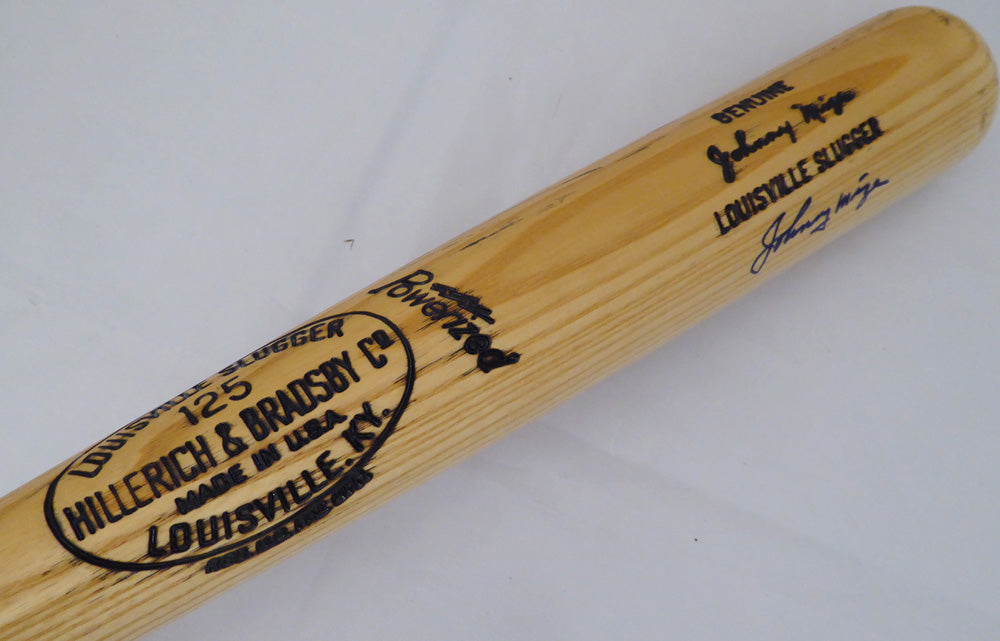 GENUINE
Johnny Mize
LOUISVILLE SLUGGER
Johnny Mize
Powerized
LOUISVILLE SLUGGER
125
HILLERICH & BRADSBY Co
MADE IN U.S.A
LOUISVILLE, KY.